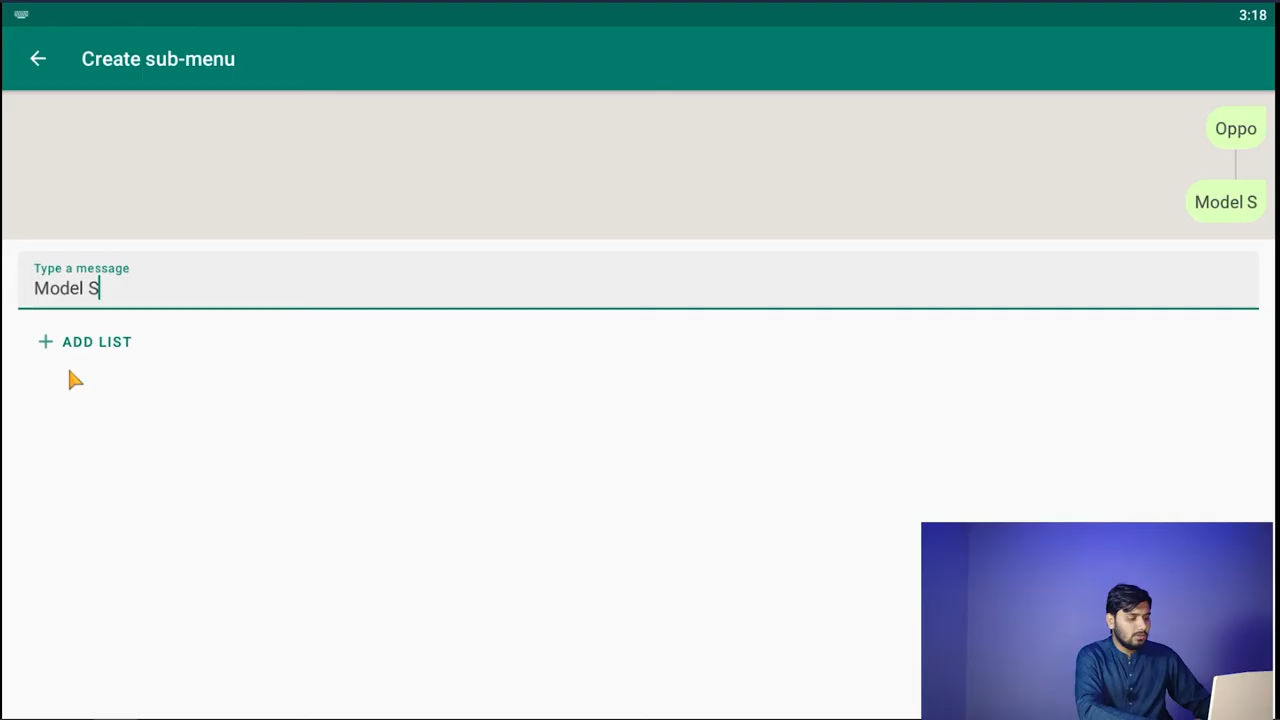 3:18
Create sub-menu
Oppo
Model S
Type a message
Model S
ADD LIST